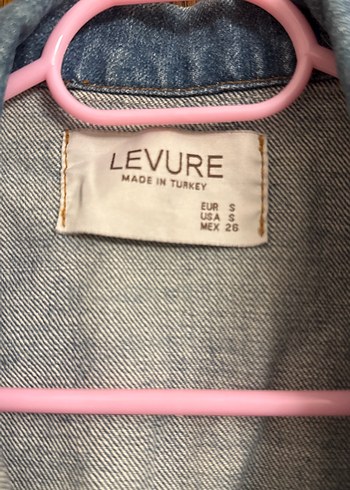 LEVURE
MADE IN TURKEY
EUR S
USA S
MEX 26